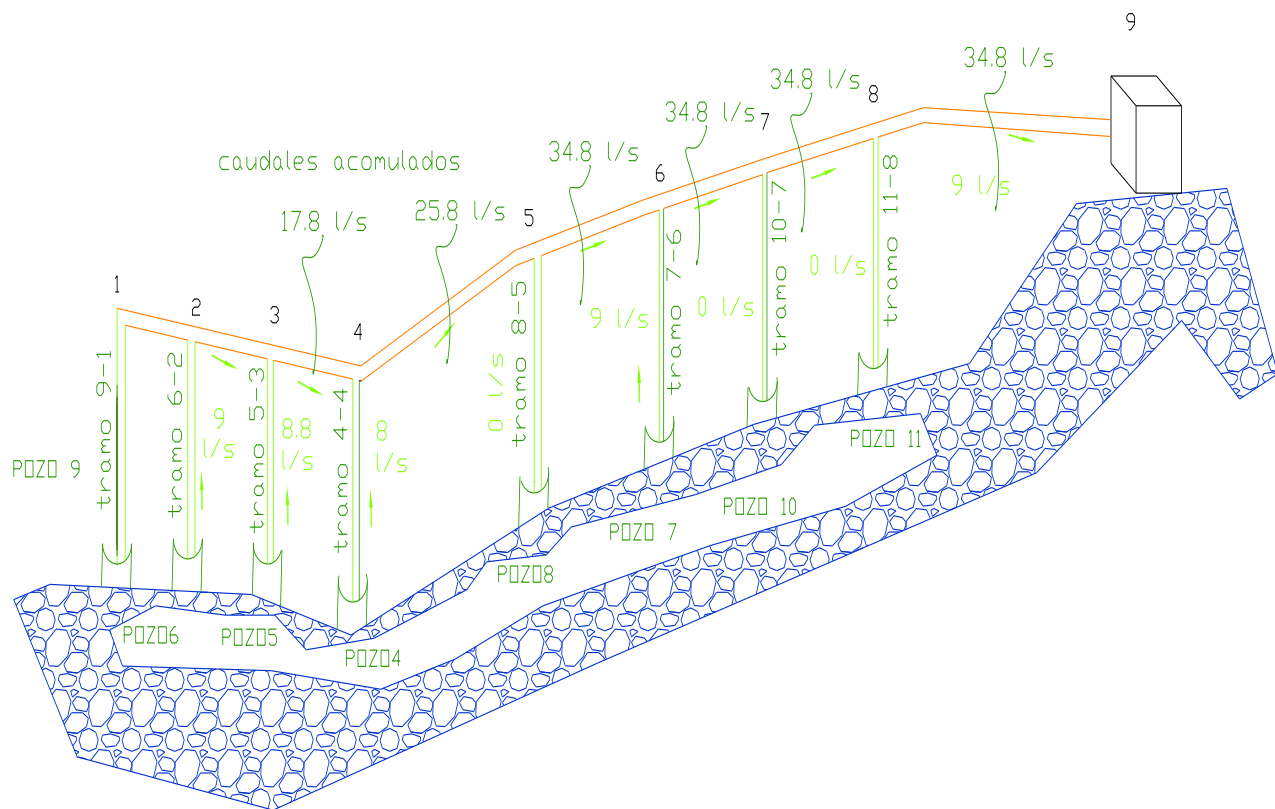 9
34.8 l/s
34.8 l/s
8
34.8 l/s
7
34.8 l/s
6
caudales acomulados
25.8 l/s
5
17.8 l/s
1
2
3
4
9 l/s
0 l/s
0 l/s
9 l/s
0 l/s
9
l/s
8.8
l/s
8
l/s
tramo 9-1
tramo 6-2
tramo 5-3
tramo 4-4
tramo 8-5
tramo 7-6
tramo 10-7
tramo 11-8
POZO 9
POZO 11
POZO 10
POZO 7
POZO8
POZO6
POZO5
POZO4